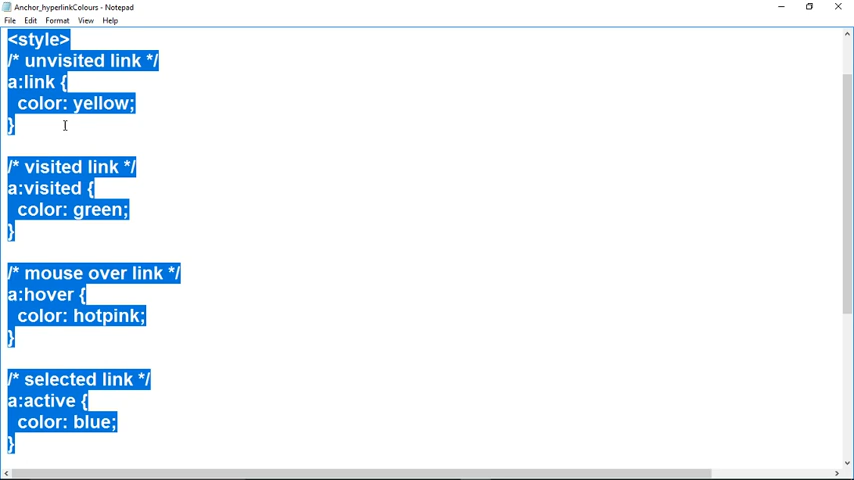 Anchor_hyperlinkColours - Notepad
File Edit Format View Help
<style>
/* unvisited link */
a:link {
color: yellow;
}
/* visited link */
a:visited {
color: green;
}
/* mouse over link */
a:hover {
color: hotpink;
}
/* selected link */
a:active {
color: blue;
}